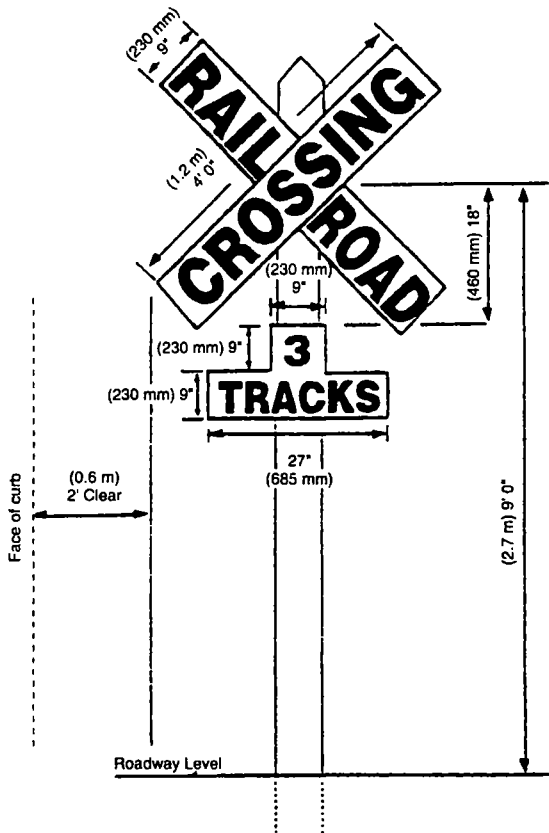 (230 mm)
9"
RAIL
ROAD
CROSSING
(1.2 m)
4' 0"
(460 mm) 18"
(230 mm)
9"
(230 mm) 9"
3
(230 mm) 9"
TRACKS
27"
(685 mm)
(0.6 m)
2' Clear
Face of curb
(2.7 m) 9' 0"
Roadway Level